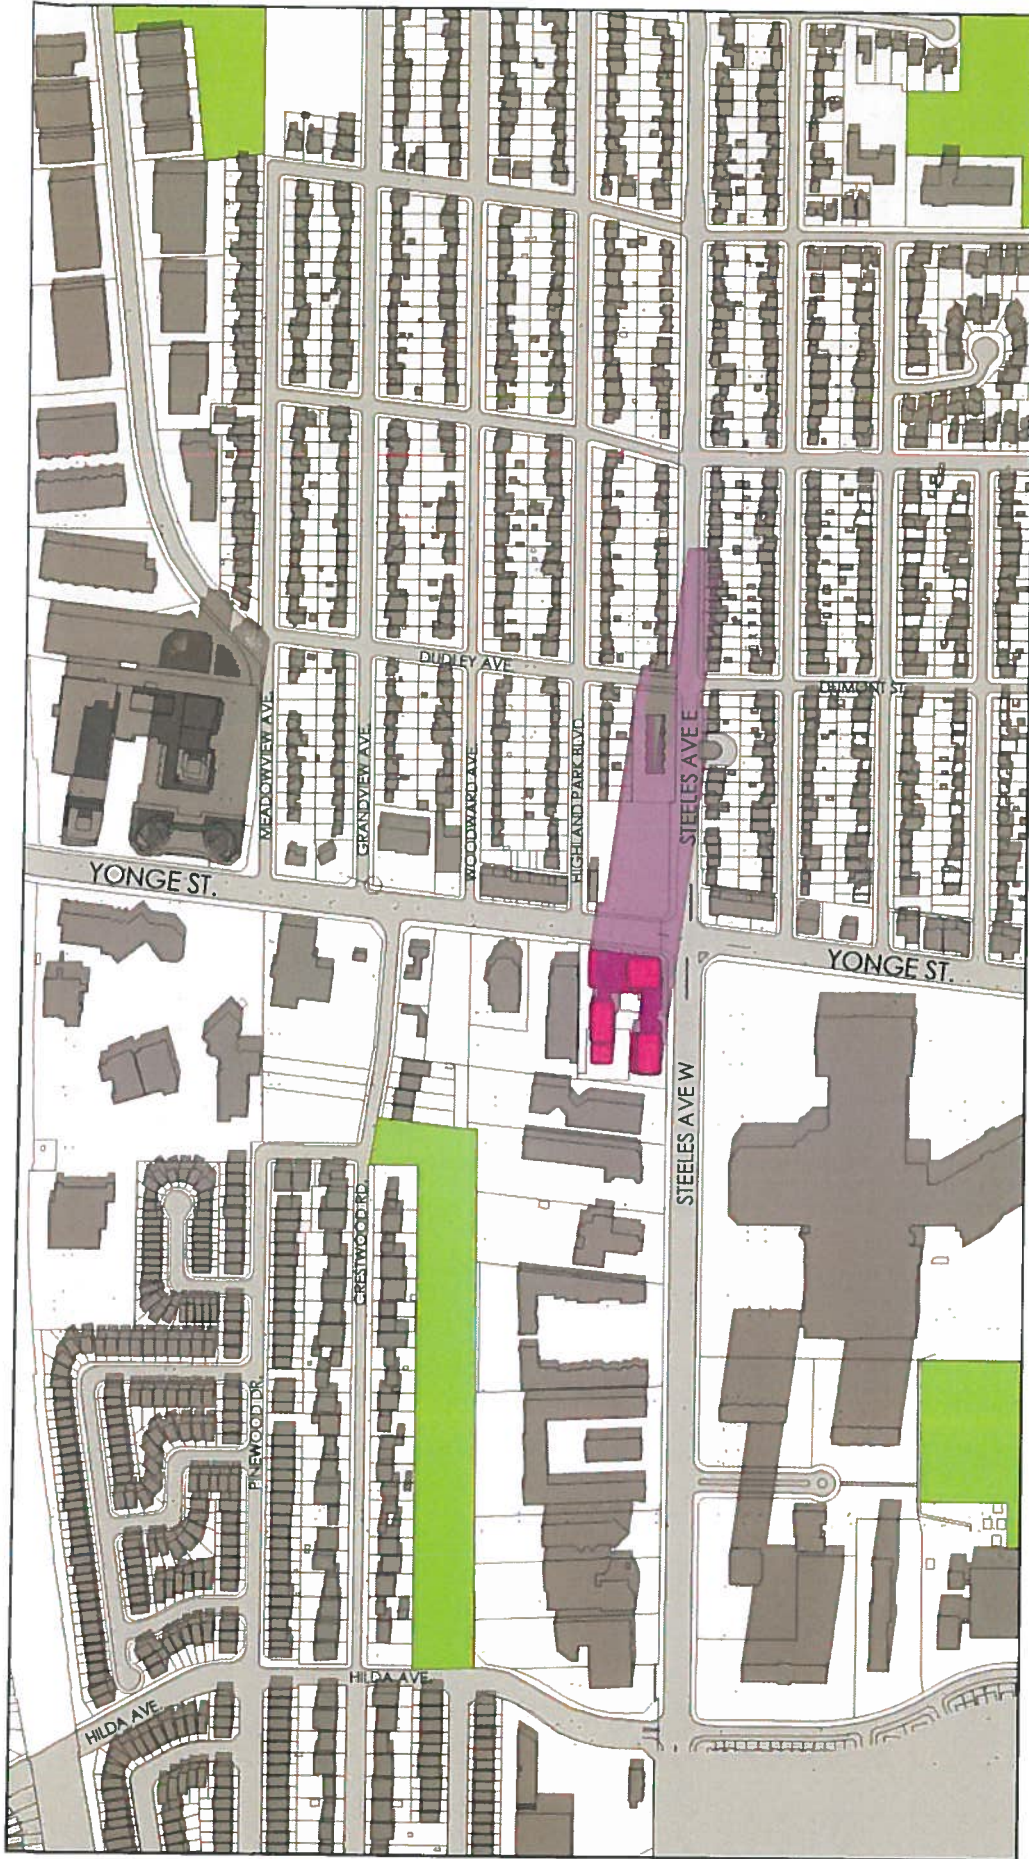 DUDLEY AVE.
DUMONT ST.
MEADOWVIEW AVE.
GRANDVIEW AVE.
WOODWARD AVE.
HIGHLAND PARK BLVD.
STEELES AVE E
YONGE ST.
YONGE ST.
STEELES AVE W
CRESTWOOD RD.
PINEWOOD DR.
HILDA AVE.
HILDA AVE.